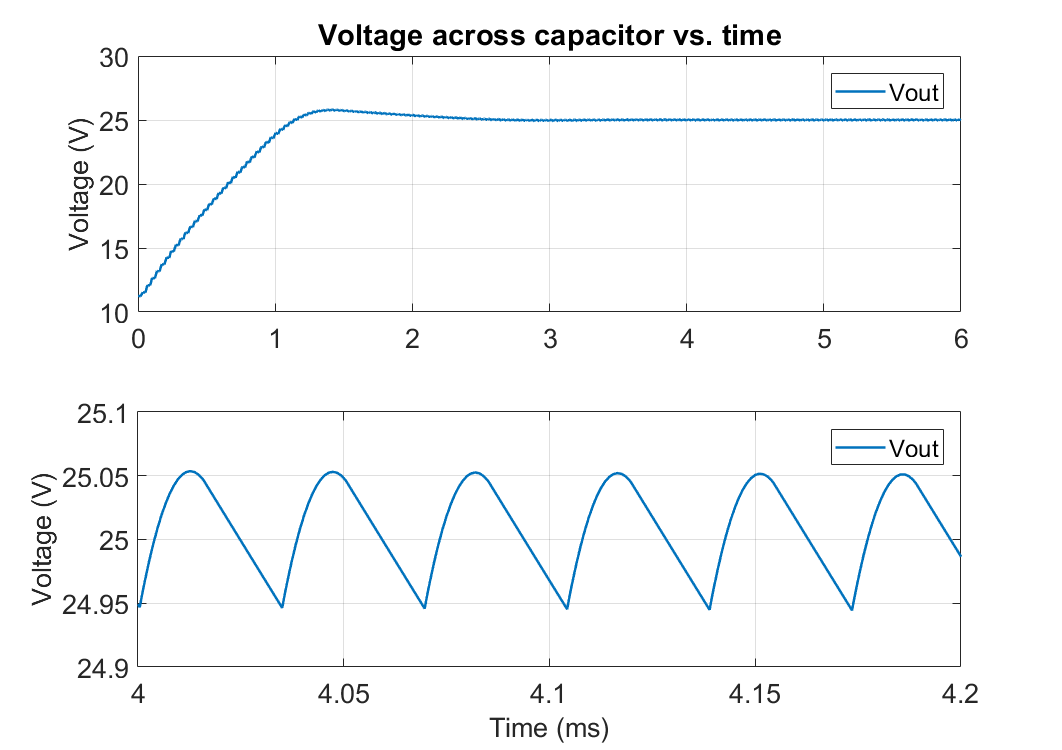 Voltage across capacitor vs. time
Voltage (V)
30
25
20
15
10
Vout
0 1 2 3 4 5 6
Voltage (V)
25.1
25.05
25
24.95
24.9
Vout
4 4.05 4.1 4.15 4.2
Time (ms)